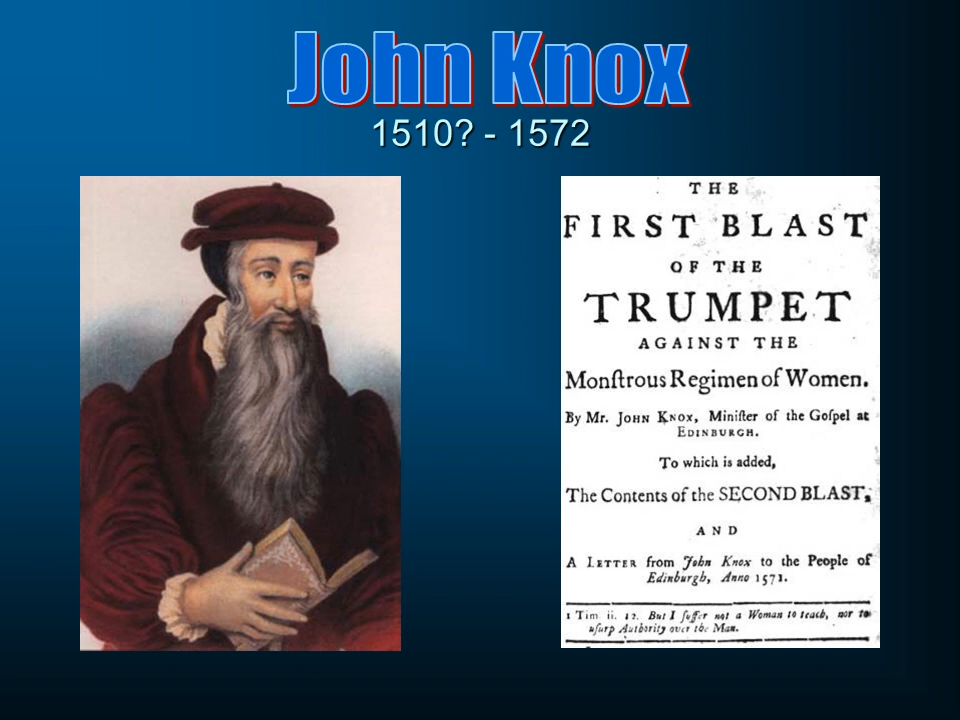 John Knox
1510? - 1572
THE
FIRST BLAST
OF THE
TRUMPET
AGAINST THE
Monſtrous Regimen of Women.
By Mr. JOHN KNOX, Miniſter of the Goſpel at
EDINBURGH.
To which is added,
The Contents of the SECOND BLAST,
AND
A LETTER from John Knox to the People of
Edinburgh, Anno 1571.
1 Tim ii. 12. But I ſuffer not a Woman to teach, nor to
uſurp Authority over the Man.